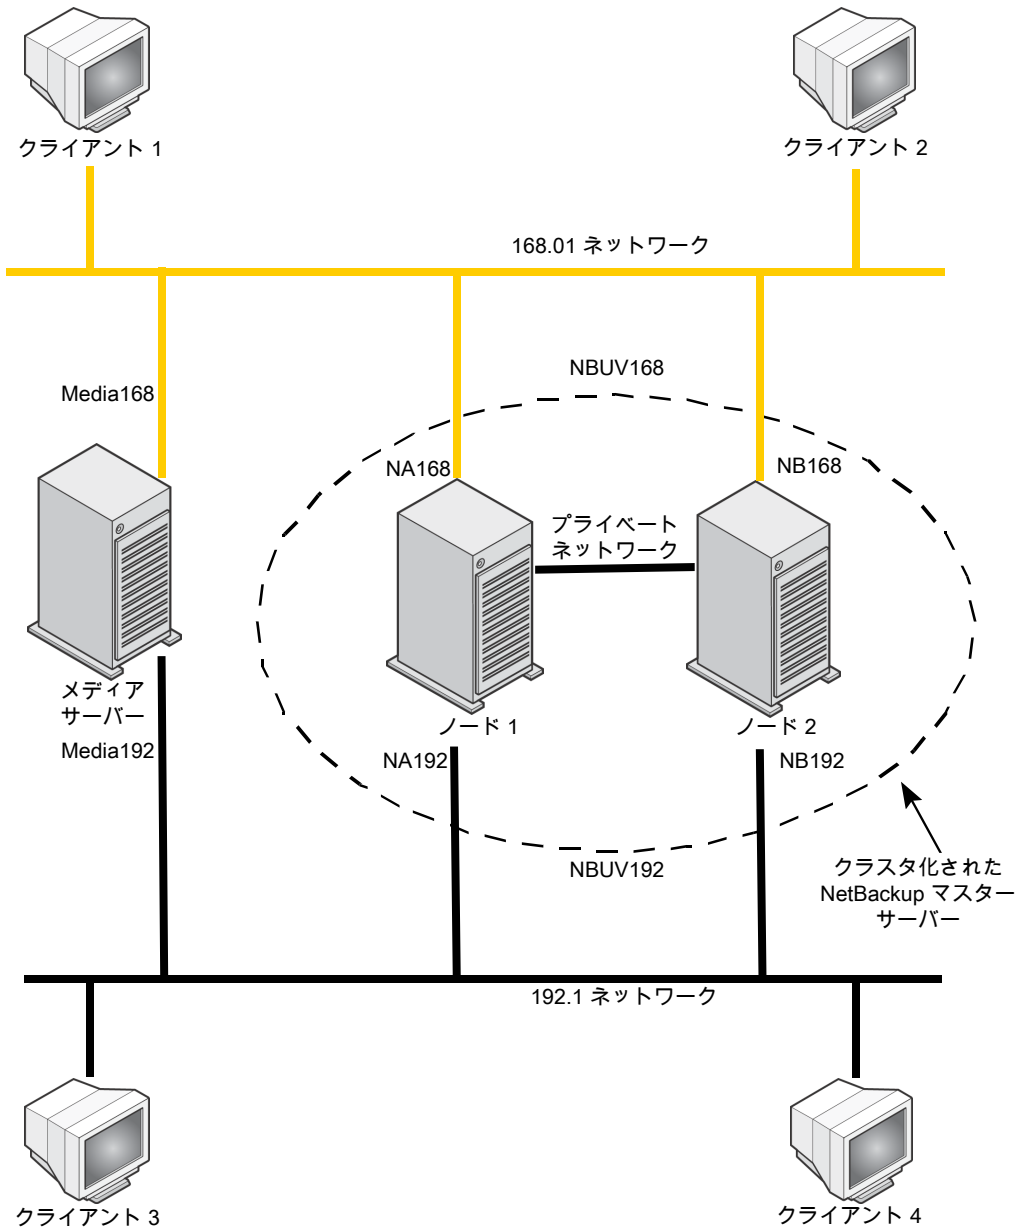 クライアント 1
クライアント 2
168.01 ネットワーク
NBUV168
Media168
NA168
NB168
プライベート
ネットワーク
メディア
サーバー
ノード 1
ノード 2
Media192
NA192
NB192
NBUV192
クラスタ化された
NetBackup マスター
サーバー
192.1 ネットワーク
クライアント 3
クライアント 4